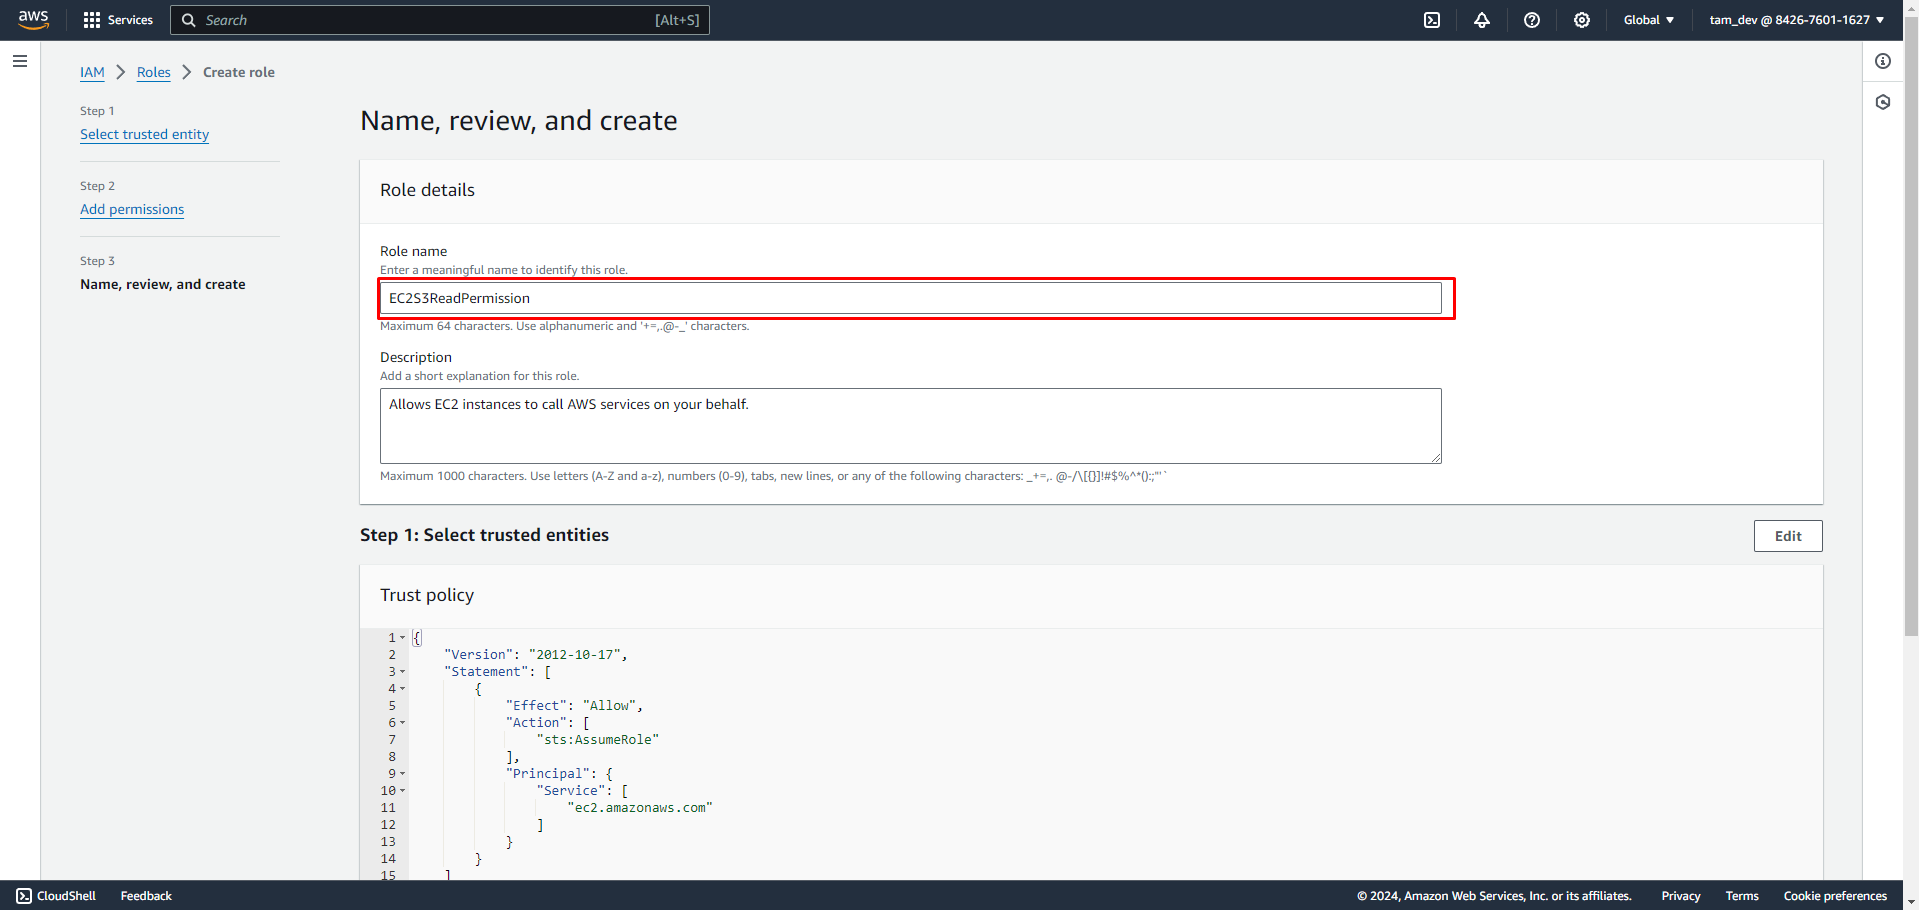 aws
Services
Search
[Alt+S]
Global
tam_dev @ 8426-7601-1627
IAM
Roles
Create role
Step 1
Select trusted entity
Step 2
Add permissions
Step 3
Name, review, and create
Name, review, and create
Role details
Role name
Enter a meaningful name to identify this role.
EC2S3ReadPermission
Maximum 64 characters. Use alphanumeric and '+=,.@-_' characters.
Description
Add a short explanation for this role.
Allows EC2 instances to call AWS services on your behalf.
Maximum 1000 characters. Use letters (A-Z and a-z), numbers (0-9), tabs, new lines, or any of the following characters: _+=,. @-/\[{}]!#$%^*();:"'`
Step 1: Select trusted entities
Edit
Trust policy
1 {
2 "Version": "2012-10-17",
3 "Statement": [
4 {
5 "Effect": "Allow",
6 "Action": [
7 "sts:AssumeRole"
8 ],
9 "Principal": {
10 "Service": [
11 "ec2.amazonaws.com"
12 ]
13 }
14 }
15 ]
CloudShell
Feedback
© 2024, Amazon Web Services, Inc. or its affiliates.
Privacy
Terms
Cookie preferences